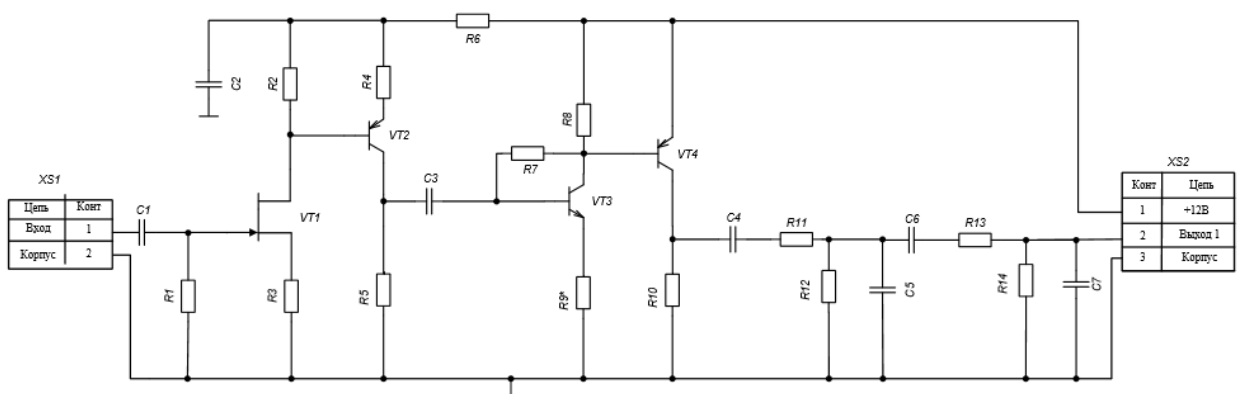 R6
C2
R2
R4
VT2
R8
R7
VT4
XS1
Цепь Конт
Вход 1
Корпус 2
C1
VT1
C3
VT3
XS2
Конт Цепь
1 +12В
2 Выход 1
3 Корпус
C4
R11
C6
R13
R1
R3
R5
R9*
R10
R12
C5
R14
C7